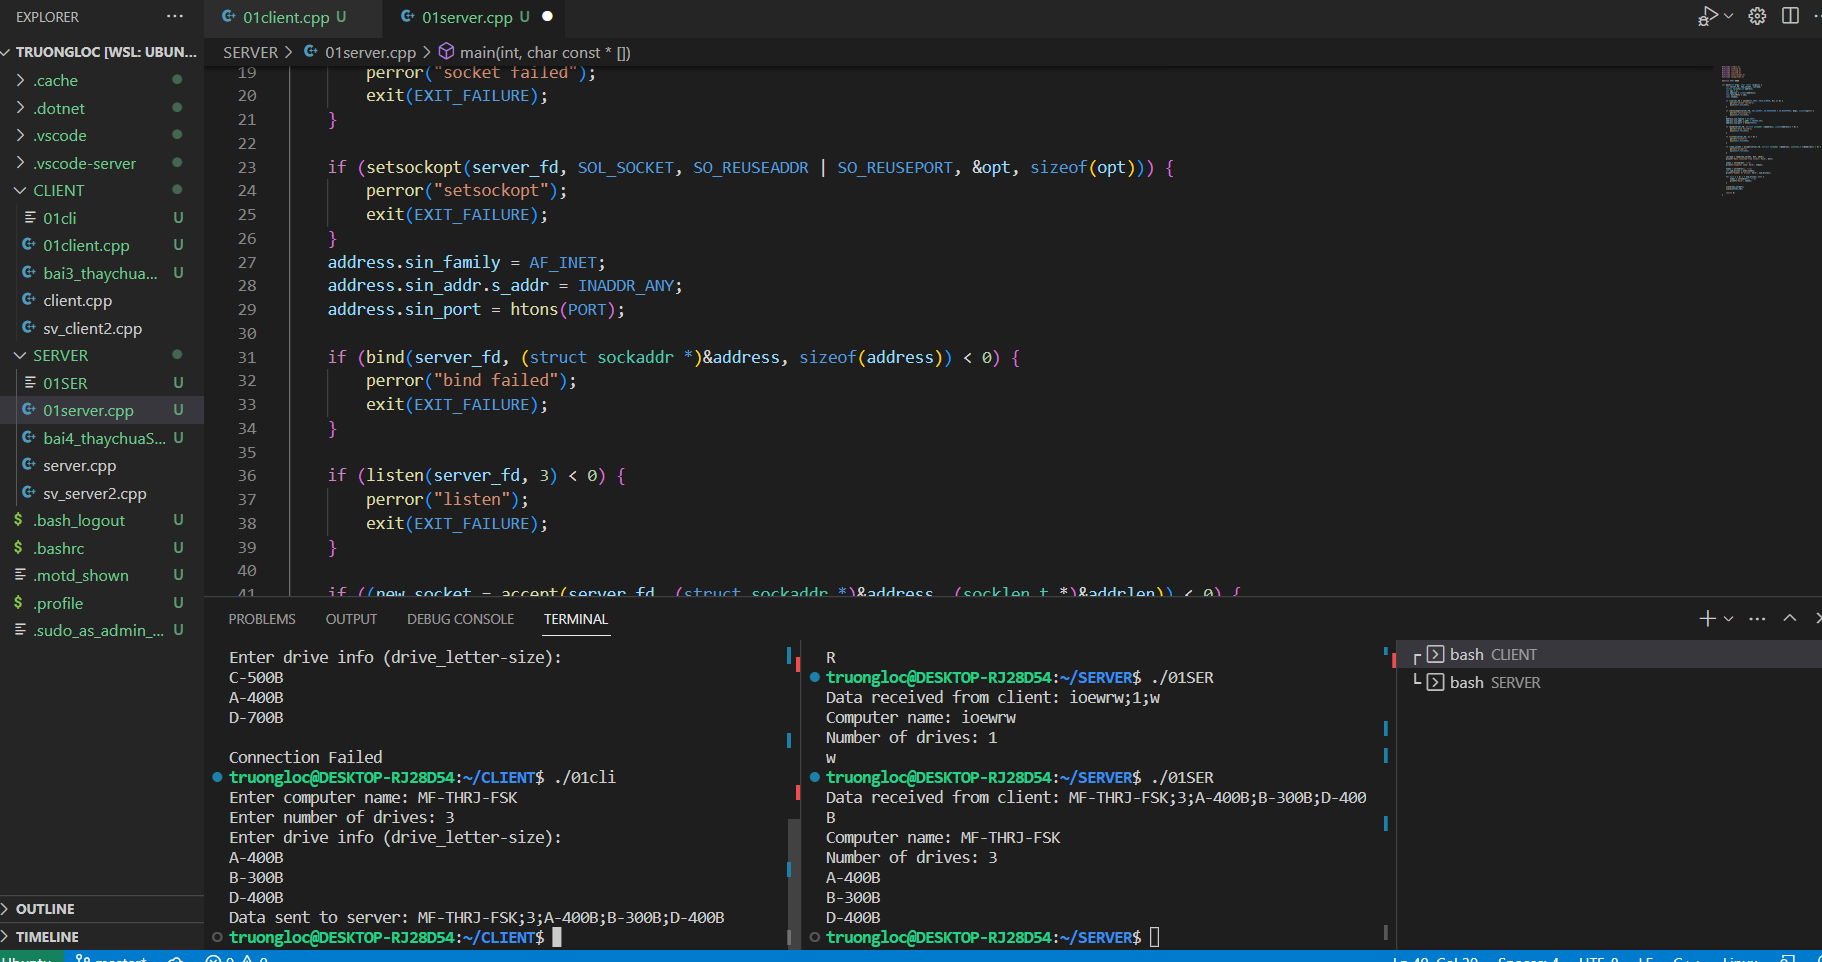 EXPLORER
TRUONGLOC [WSL: UBUN...
.cache
.dotnet
.vscode
.vscode-server
CLIENT
01cli U
01client.cpp U
bai3_thaychua... U
client.cpp
sv_client2.cpp
SERVER
01SER U
01server.cpp U
bai4_thaychuaS... U
server.cpp
sv_server2.cpp
.bash_logout U
.bashrc U
.motd_shown U
.profile U
.sudo_as_admin_... U
OUTLINE
TIMELINE
01client.cpp U
01server.cpp U
SERVER > 01server.cpp > main(int, char const * [])
19 perror("socket failed");
20 exit(EXIT_FAILURE);
21 }
22
23 if (setsockopt(server_fd, SOL_SOCKET, SO_REUSEADDR | SO_REUSEPORT, &opt, sizeof(opt))) {
24 perror("setsockopt");
25 exit(EXIT_FAILURE);
26 }
27 address.sin_family = AF_INET;
28 address.sin_addr.s_addr = INADDR_ANY;
29 address.sin_port = htons(PORT);
30
31 if (bind(server_fd, (struct sockaddr *)&address, sizeof(address)) < 0) {
32 perror("bind failed");
33 exit(EXIT_FAILURE);
34 }
35
36 if (listen(server_fd, 3) < 0) {
37 perror("listen");
38 exit(EXIT_FAILURE);
39 }
40
41 if ((new_socket = accept(server_fd, (struct sockaddr *)&address, (socklen_t *)&addrlen)) < 0) {
PROBLEMS OUTPUT DEBUG CONSOLE TERMINAL
Enter drive info (drive_letter-size):
C-500B
A-400B
D-700B
Connection Failed
truongloc@DESKTOP-RJ28D54:~/CLIENT$ ./01cli
Enter computer name: MF-THRJ-FSK
Enter number of drives: 3
Enter drive info (drive_letter-size):
A-400B
B-300B
D-400B
Data sent to server: MF-THRJ-FSK;3;A-400B;B-300B;D-400B
truongloc@DESKTOP-RJ28D54:~/CLIENT$
R
truongloc@DESKTOP-RJ28D54:~/SERVER$ ./01SER
Data received from client: ioewrw;1;w
Computer name: ioewrw
Number of drives: 1
w
truongloc@DESKTOP-RJ28D54:~/SERVER$ ./01SER
Data received from client: MF-THRJ-FSK;3;A-400B;B-300B;D-400
B
Computer name: MF-THRJ-FSK
Number of drives: 3
A-400B
B-300B
D-400B
truongloc@DESKTOP-RJ28D54:~/SERVER$
bash CLIENT
bash SERVER